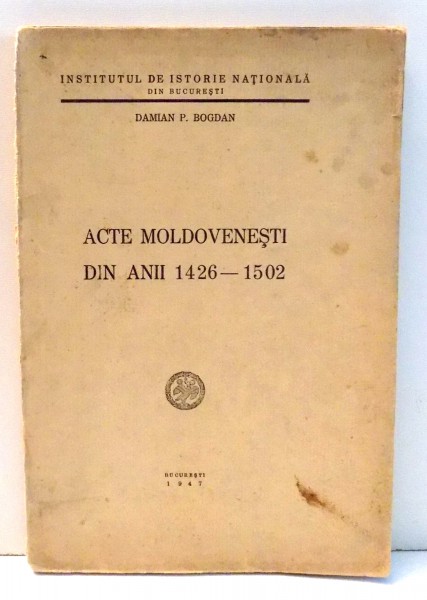 INSTITUTUL DE ISTORIE NAȚIONALĂ
DIN BUCUREȘTI
DAMIAN P. BOGDAN
ACTE MOLDOVENEȘTI
DIN ANII 1426 — 1502
BUCUREȘTI
1947